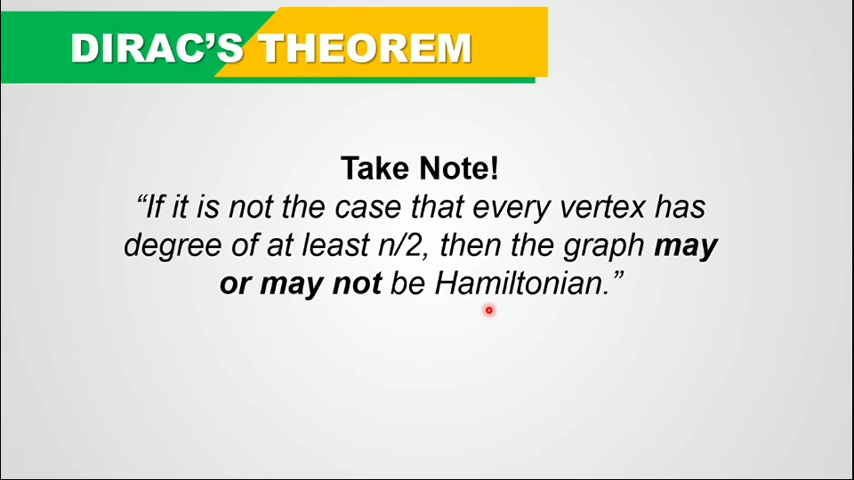 DIRAC'S THEOREM
Take Note!
“If it is not the case that every vertex has
degree of at least n/2, then the graph may
or may not be Hamiltonian.”